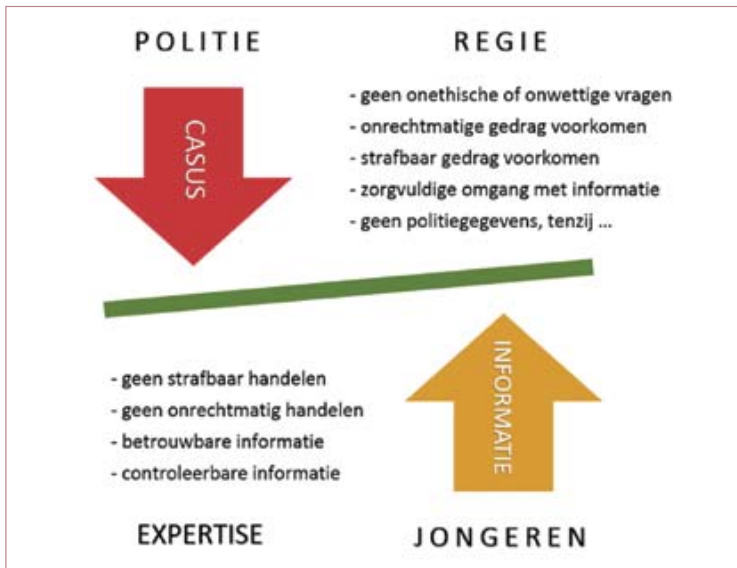 POLITIE
REGIE
CASUS
- geen onethische of onwettige vragen
- onrechtmatige gedrag voorkomen
- strafbaar gedrag voorkomen
- zorgvuldige omgang met informatie
- geen politiegegevens, tenzij ...
- geen strafbaar handelen
- geen onrechtmatig handelen
- betrouwbare informatie
- controleerbare informatie
INFORMATIE
EXPERTISE
JONGEREN